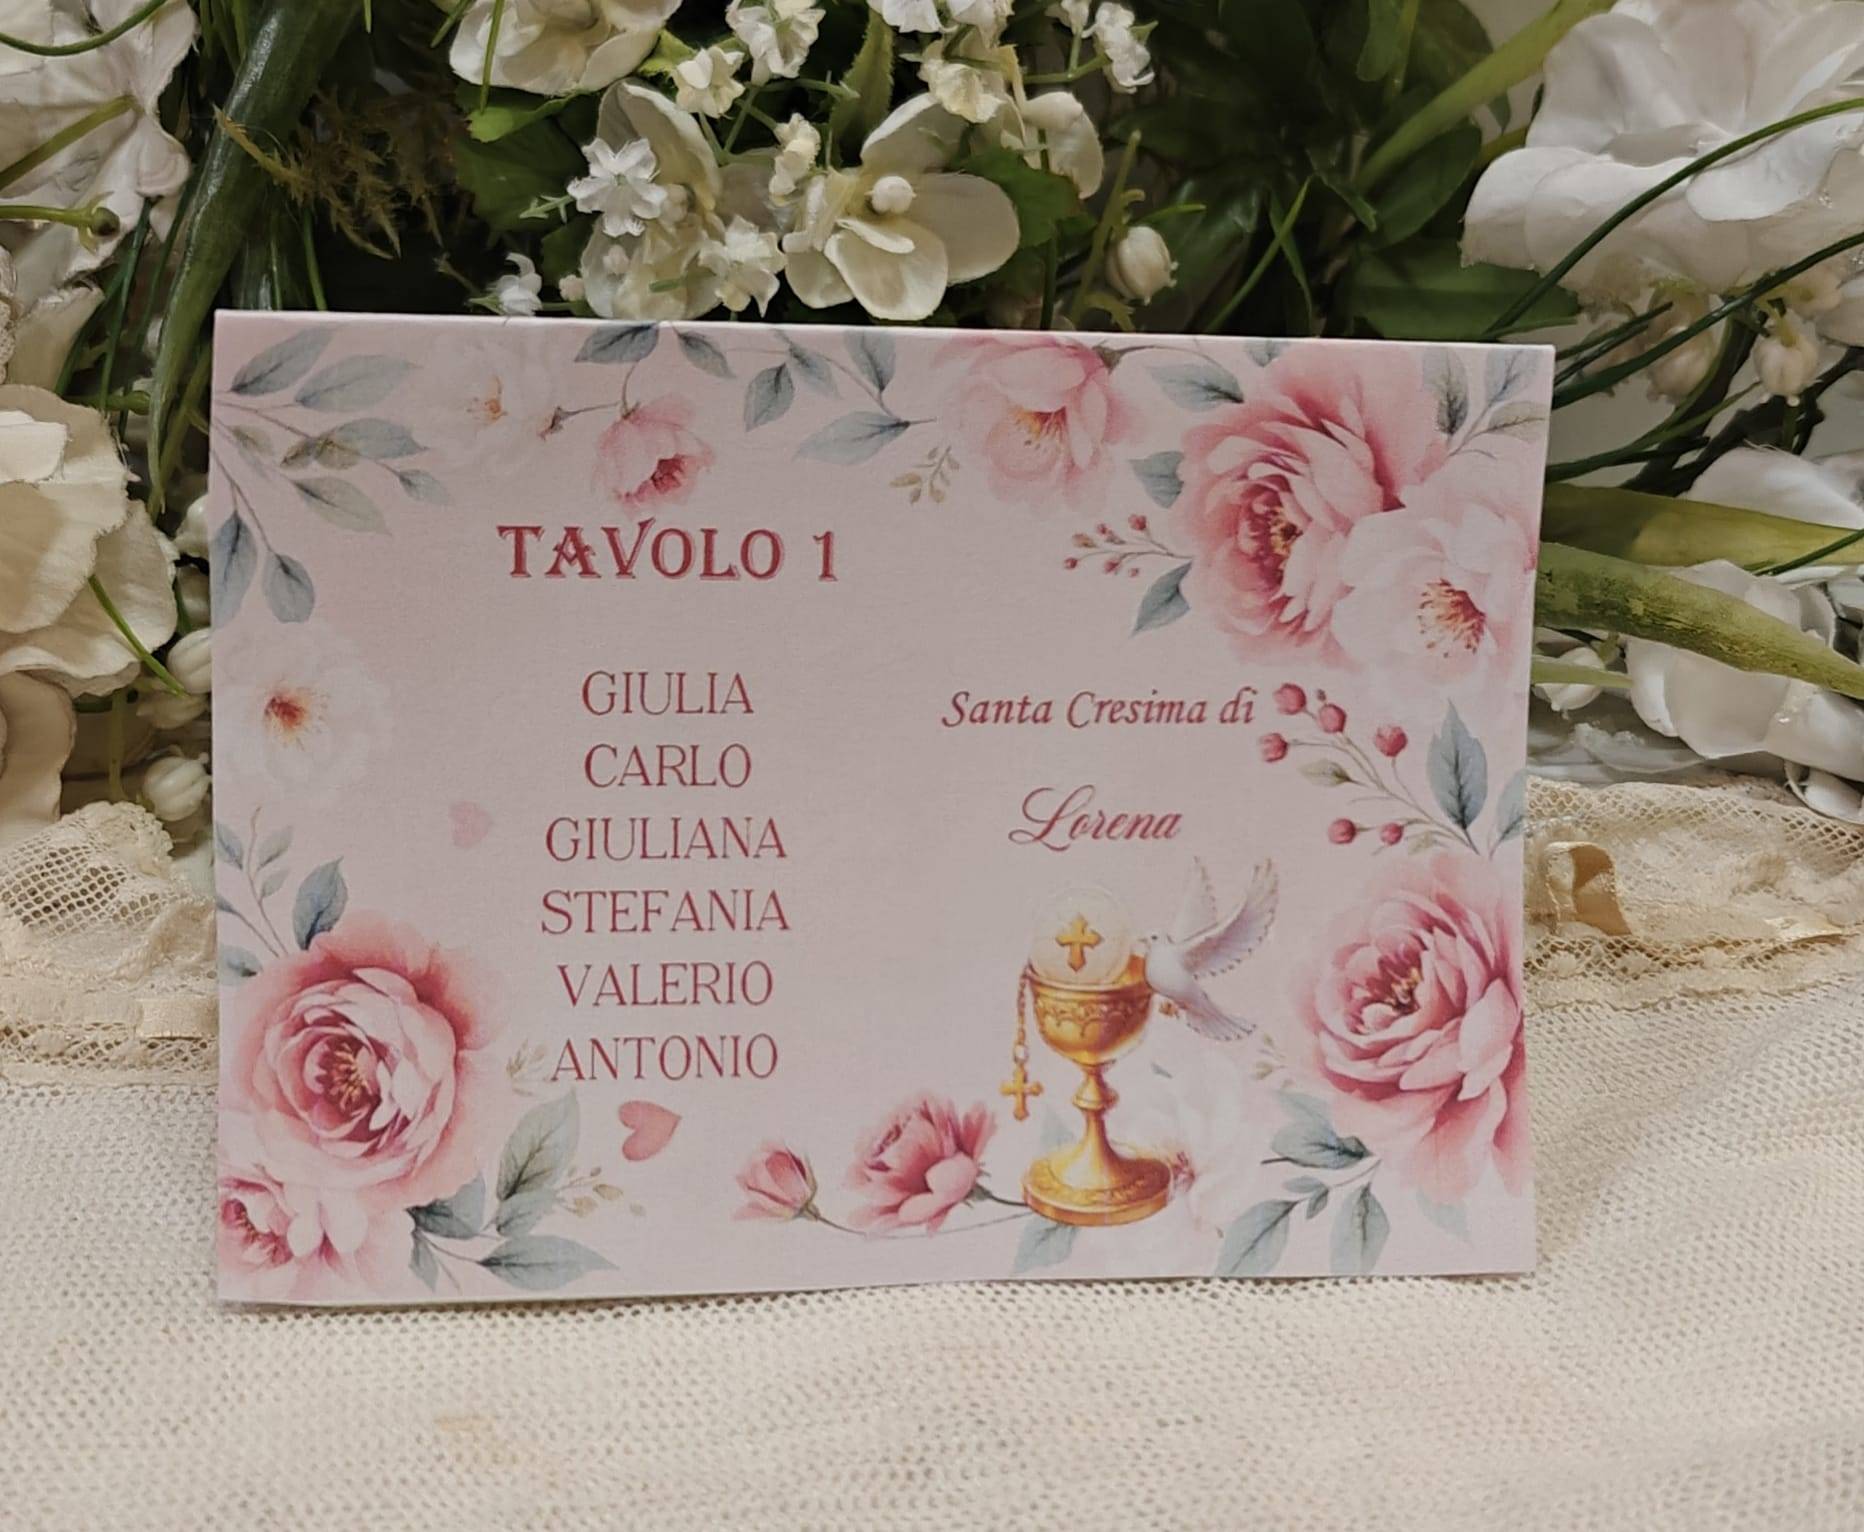 TAVOLO 1
GIULIA
CARLO
GIULIANA
STEFANIA
VALERIO
ANTONIO
Santa Cresima di
Lorena